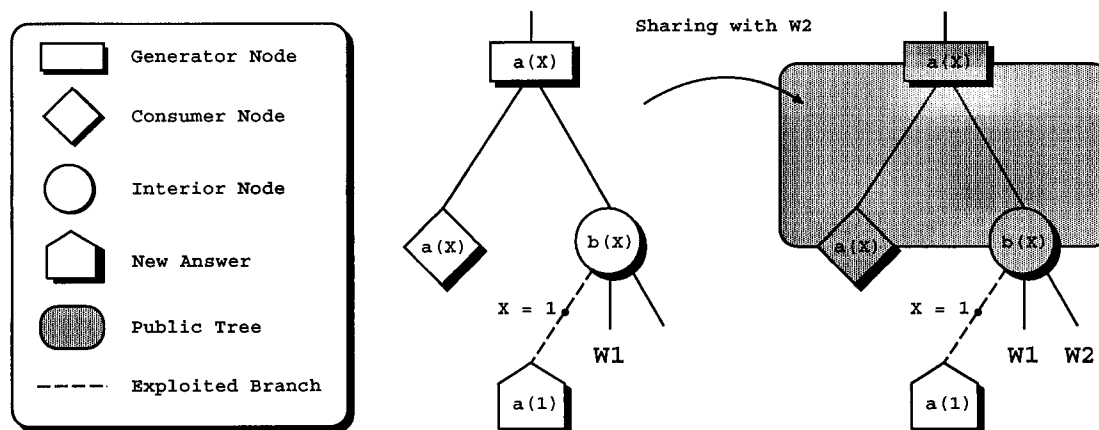 Generator Node
Consumer Node
Interior Node
New Answer
Public Tree
Exploited Branch
a(X)
a(X)
b(X)
X = 1
W1
a(1)
Sharing with W2
a(X)
a(X)
b(X)
X = 1
W1
W2
a(1)